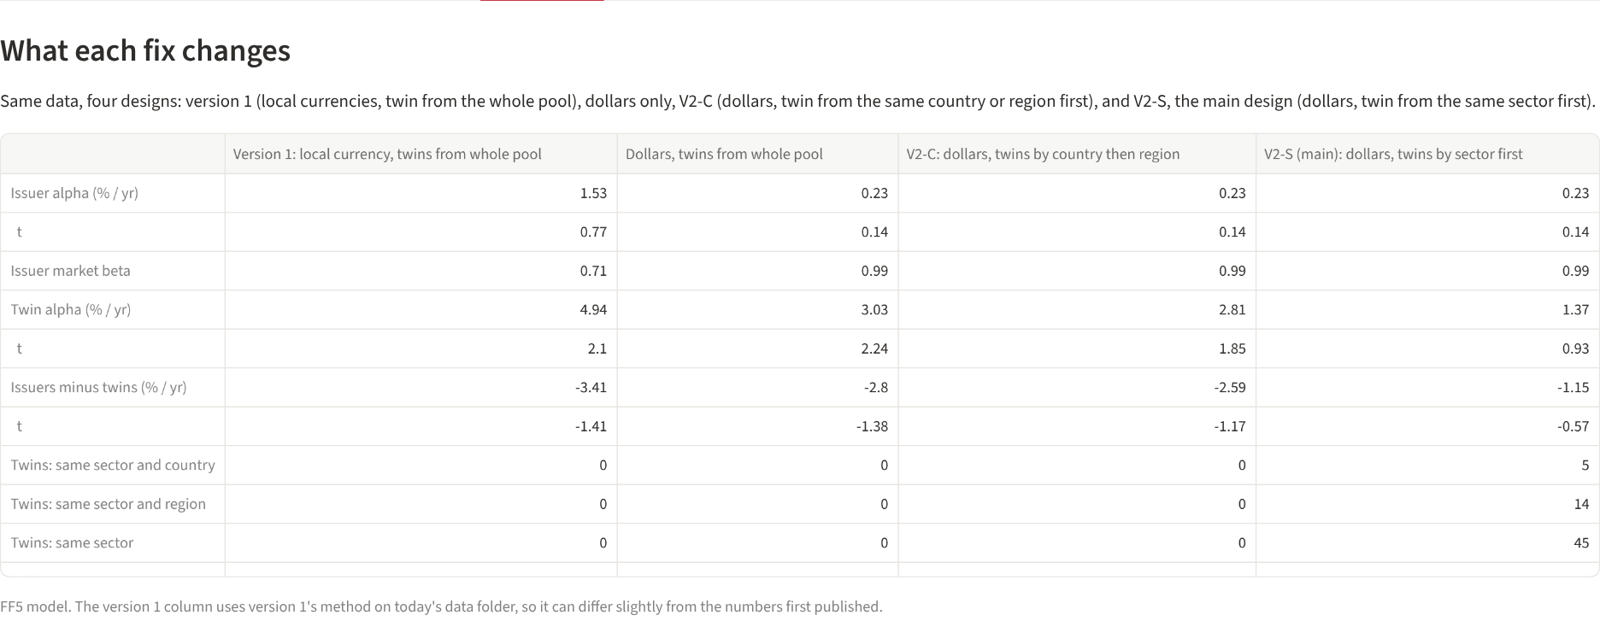 What each fix changes
Same data, four designs: version 1 (local currencies, twin from the whole pool), dollars only, V2-C (dollars, twin from the same country or region first), and V2-S, the main design (dollars, twin from the same sector first).
Version 1: local currency, twins from whole pool Dollars, twins from whole pool V2-C: dollars, twins by country then region V2-S (main): dollars, twins by sector first
Issuer alpha (% / yr) 1.53 0.23 0.23 0.23
t 0.77 0.14 0.14 0.14
Issuer market beta 0.71 0.99 0.99 0.99
Twin alpha (% / yr) 4.94 3.03 2.81 1.37
t 2.1 2.24 1.85 0.93
Issuers minus twins (% / yr) -3.41 -2.8 -2.59 -1.15
t -1.41 -1.38 -1.17 -0.57
Twins: same sector and country 0 0 0 5
Twins: same sector and region 0 0 0 14
Twins: same sector 0 0 0 45
FF5 model. The version 1 column uses version 1's method on today's data folder, so it can differ slightly from the numbers first published.